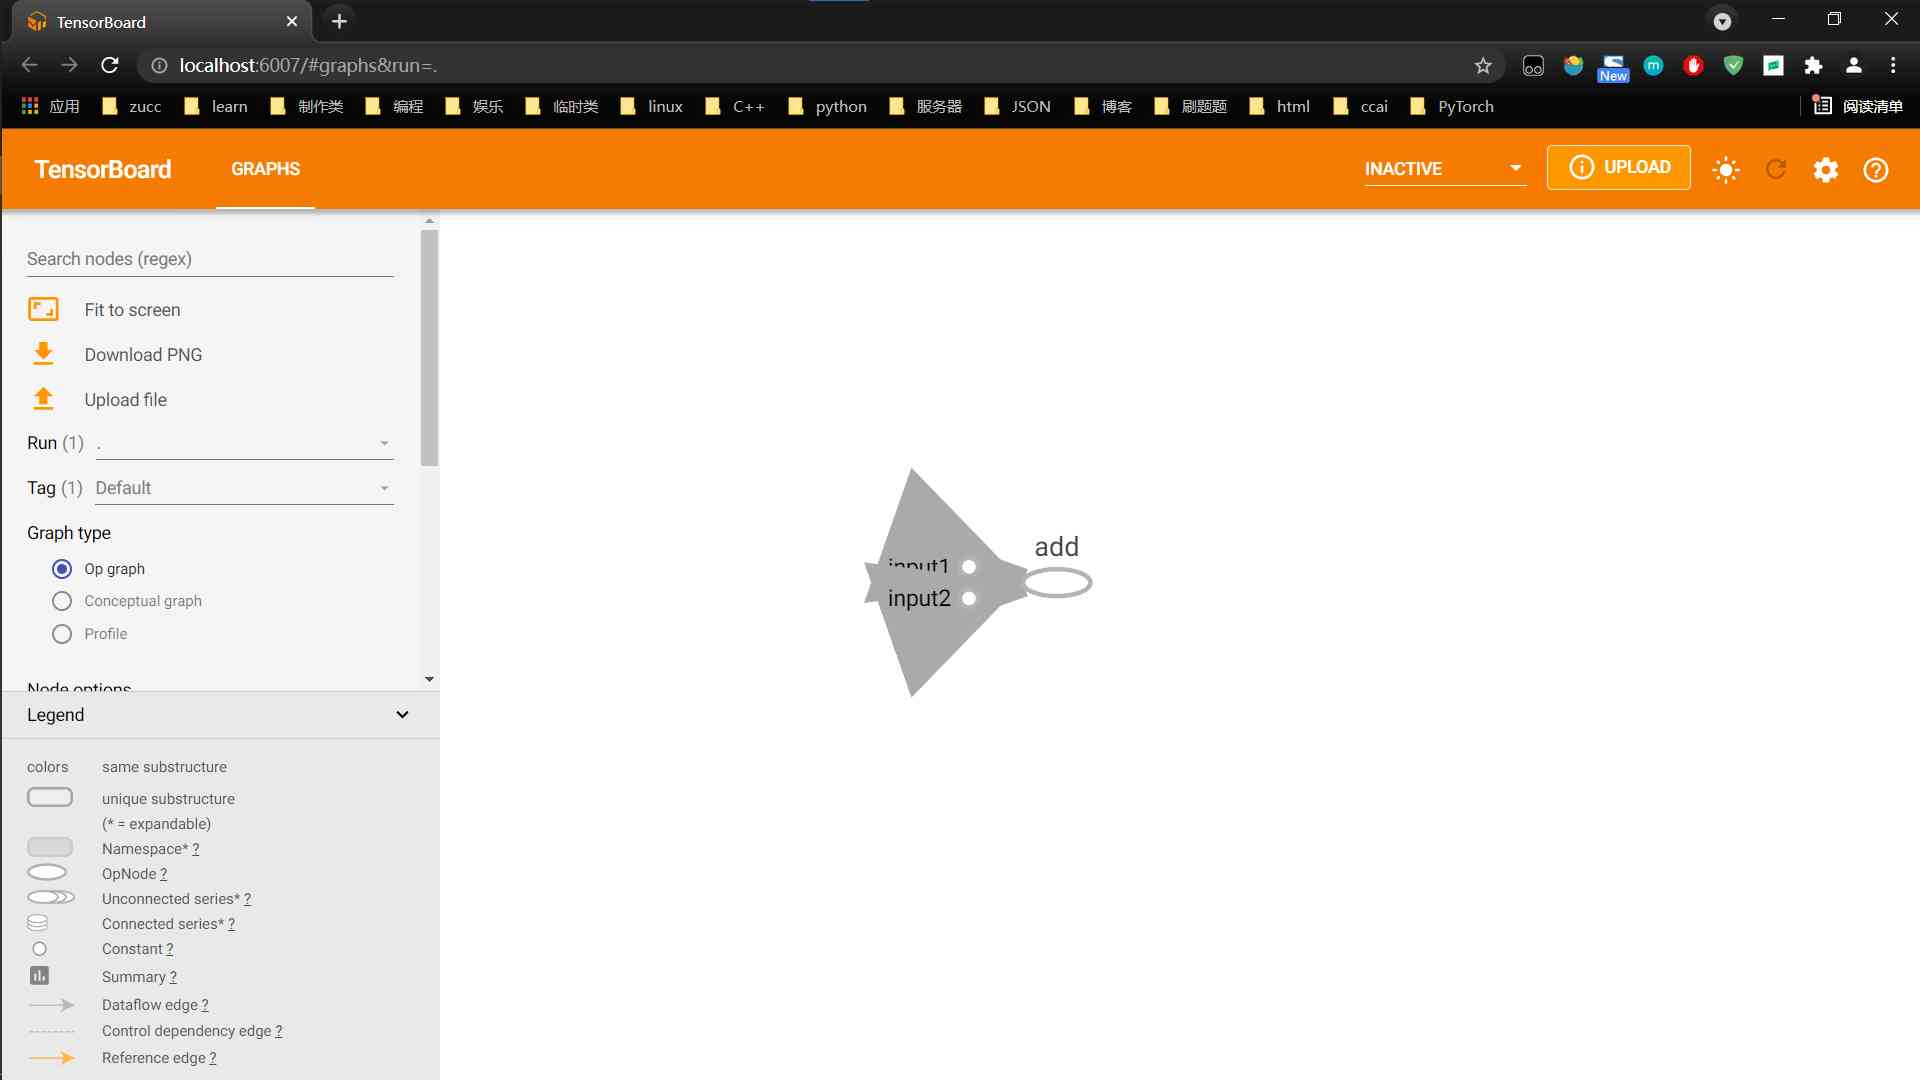 TensorBoard
localhost:6007/#graphs&run=.
New
m
应用 zucc learn 制作类 编程 娱乐 临时类 linux C++ python 服务器 JSON 博客 刷题题 html ccai PyTorch 阅读清单
TensorBoard GRAPHS INACTIVE UPLOAD
Search nodes (regex)
Fit to screen
Download PNG
Upload file
Run (1) .
Tag (1) Default
Graph type
Op graph
Conceptual graph
Profile
Node options
Legend
colors same substructure
unique substructure
(* = expandable)
Namespace* ?
OpNode ?
Unconnected series* ?
Connected series* ?
Constant ?
Summary ?
Dataflow edge ?
Control dependency edge ?
Reference edge ?
add
input1
input2